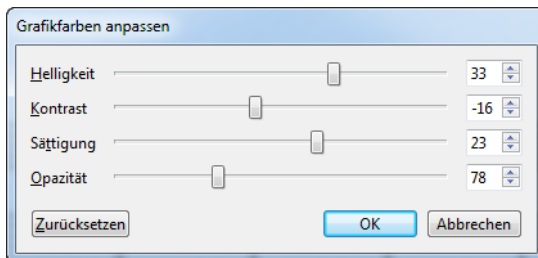 Grafikfarben anpassen
Helligkeit 33
Kontrast -16
Sättigung 23
Opazität 78
Zurücksetzen OK Abbrechen